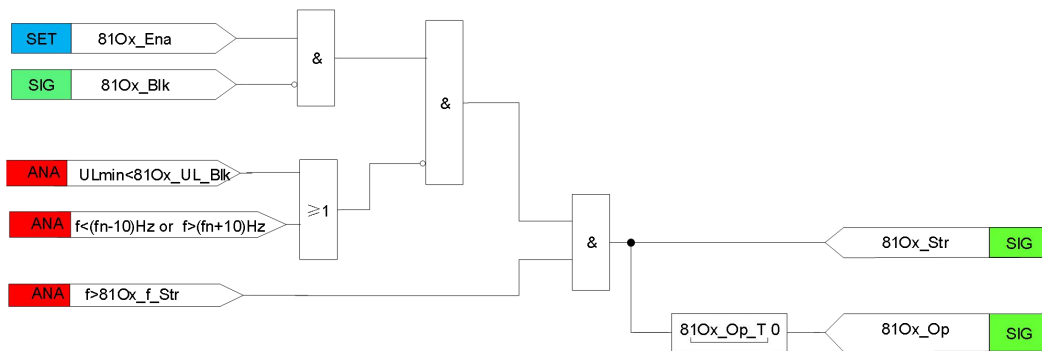 SET 81Ox_Ena
&
SIG 81Ox_Blk
&
ANA ULmin<81Ox_UL_Blk
≥1
ANA f<(fn-10)Hz or f>(fn+10)Hz
&
81Ox_Str SIG
ANA f>81Ox_f_Str
81Ox_Op_T 0
81Ox_Op SIG